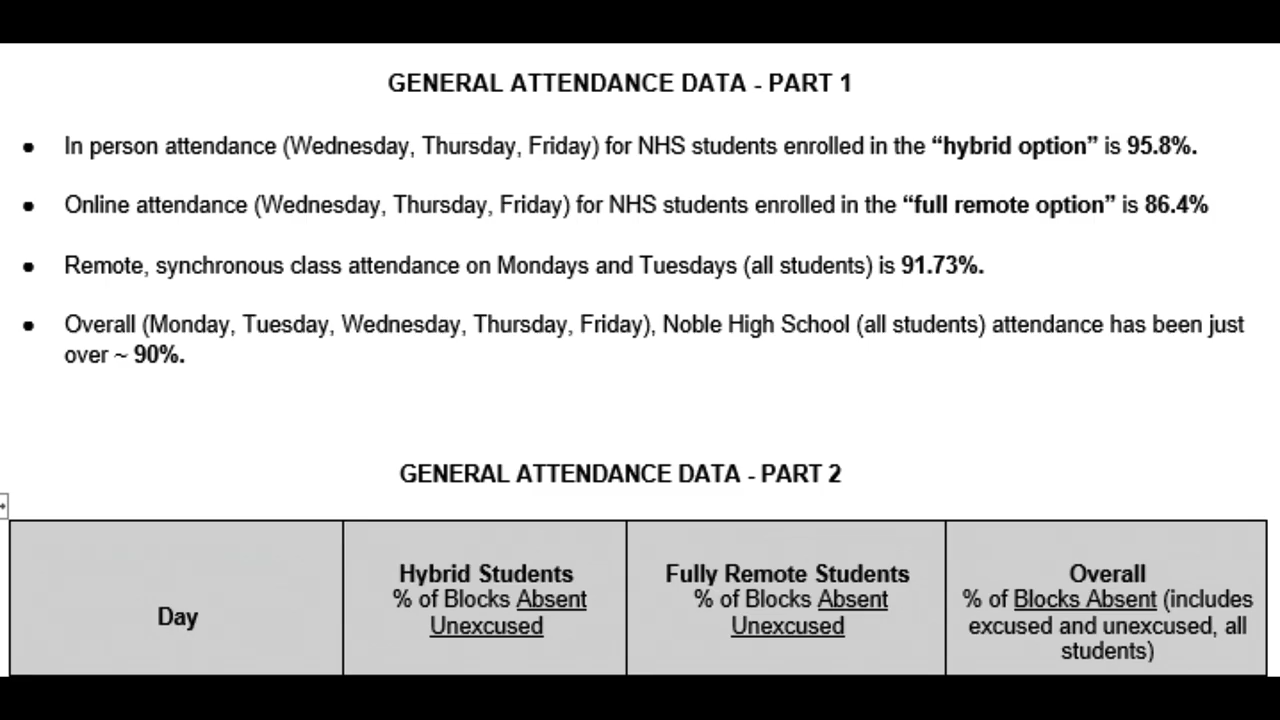 GENERAL ATTENDANCE DATA - PART 1
● In person attendance (Wednesday, Thursday, Friday) for NHS students enrolled in the “hybrid option” is 95.8%.
● Online attendance (Wednesday, Thursday, Friday) for NHS students enrolled in the “full remote option” is 86.4%
● Remote, synchronous class attendance on Mondays and Tuesdays (all students) is 91.73%.
● Overall (Monday, Tuesday, Wednesday, Thursday, Friday), Noble High School (all students) attendance has been just
over ~ 90%.
GENERAL ATTENDANCE DATA - PART 2
Day
Hybrid Students
% of Blocks Absent
Unexcused
Fully Remote Students
% of Blocks Absent
Unexcused
Overall
% of Blocks Absent (includes
excused and unexcused, all
students)